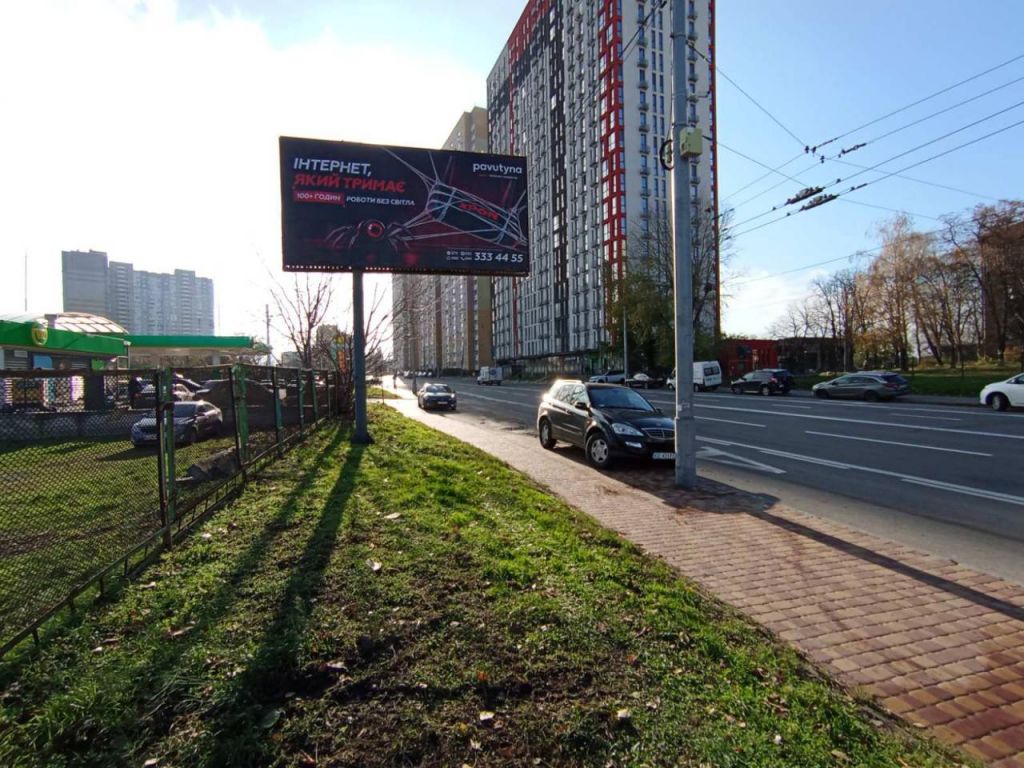 ІНТЕРНЕТ,
ЯКИЙ ТРИМАЄ
100+ ГОДИН РОБОТИ БЕЗ СВІТЛА
pavutyna
333 44 55